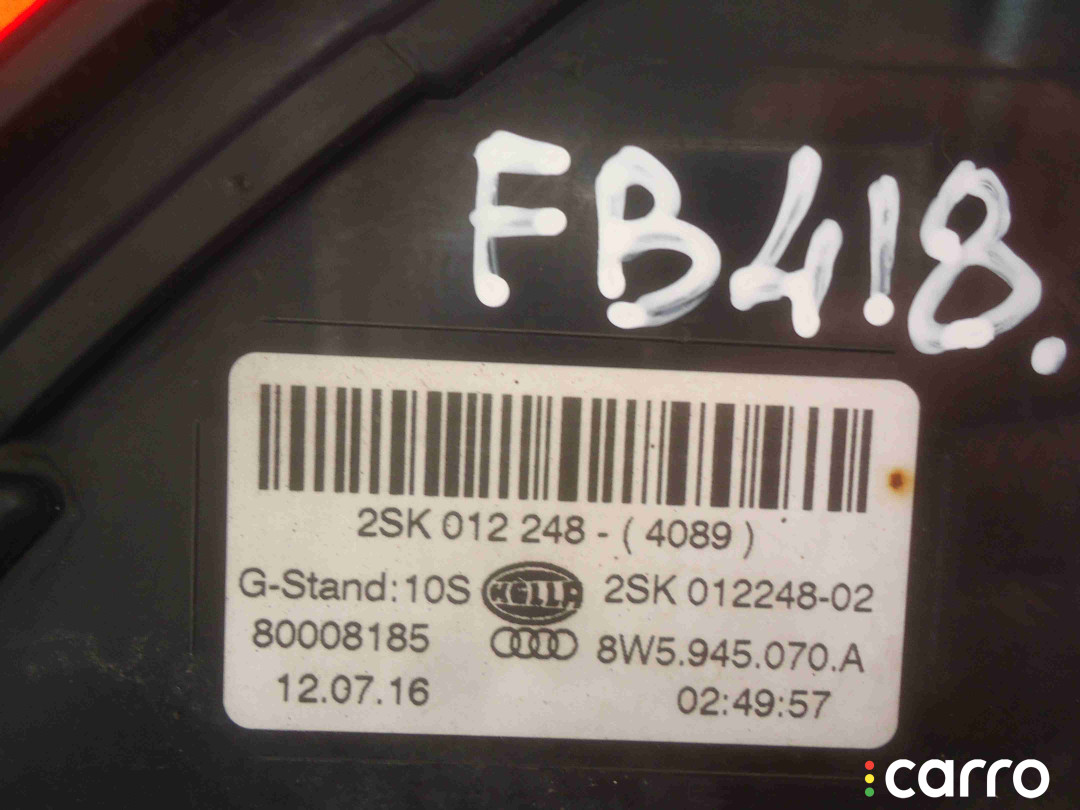 FB418.
2SK 012 248 - ( 4089 )
G-Stand: 10S HELLA 2SK 012248-02
80008185 8W5.945.070.A
12.07.16 02:49:57
carro